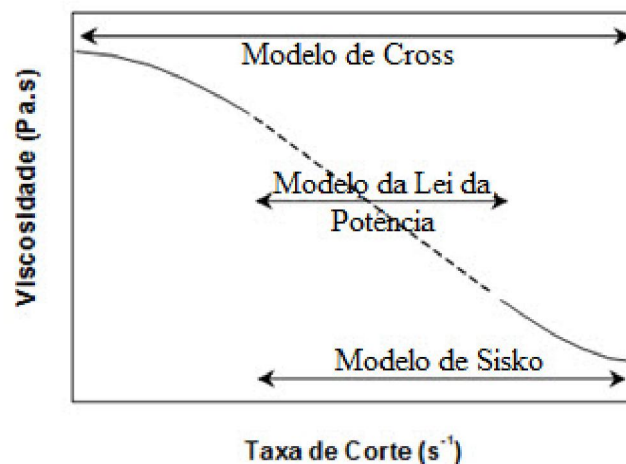 Modelo de Cross
Viscosidade (Pa.s)
Modelo da Lei da
Potência
Modelo de Sisko
Taxa de Corte (s⁻¹)